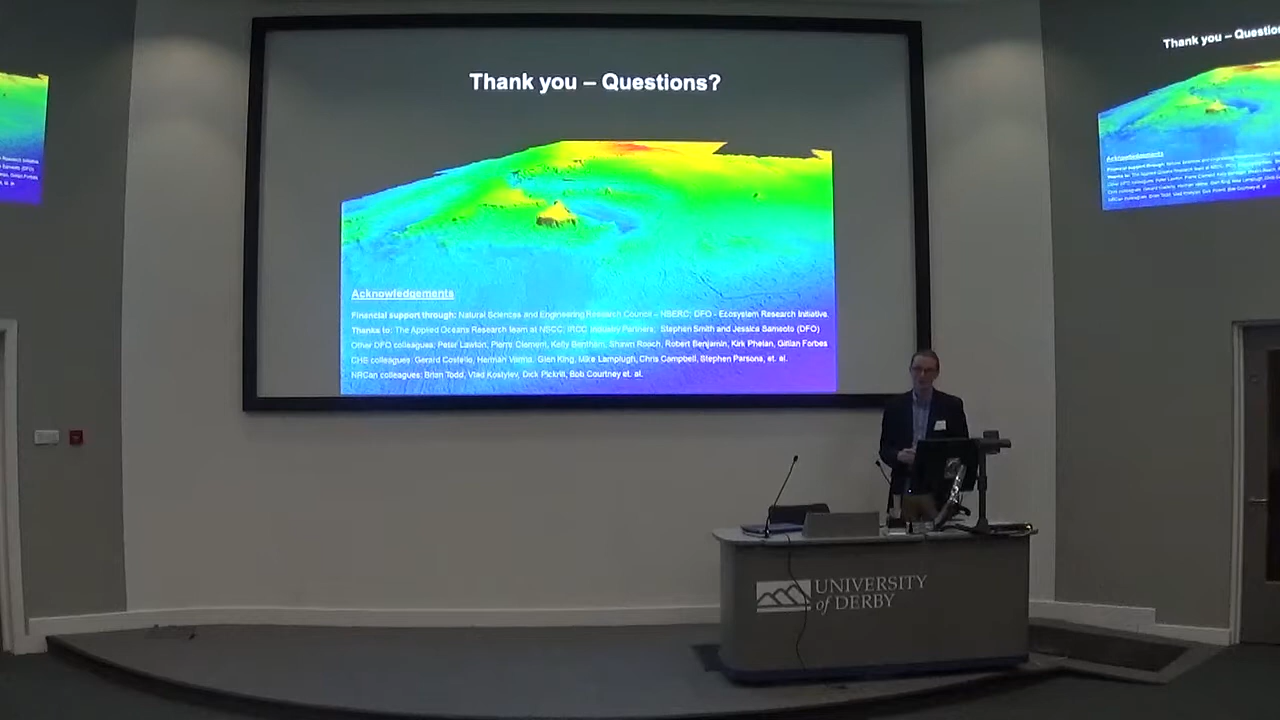 Thank you – Questions?
Acknowledgements
Financial support through: Natural Sciences and Engineering Research Council – NSERC; DFO - Ecosystem Research Initiative.
Thanks to: The Applied Oceans Research team at NSCC; IRCC Industry Partners; Stephen Smith and Jessica Sameoto (DFO)
Other DFO colleagues: Peter Lawton, Pierre Clement, Kelly Bentham, Shawn Roach, Robert Benjamin, Kirk Phelan, Gillian Forbes
CHS colleagues: Gerard Costello, Herman Varma, Glen King, Mike Lamplugh, Chris Campbell, Stephen Parsons, et. al.
NRCan colleagues: Brian Todd, Vlad Kostylev, Dick Pickrill, Bob Courtney et. al.
Thank you – Question
Acknowledgements
UNIVERSITY
of DERBY